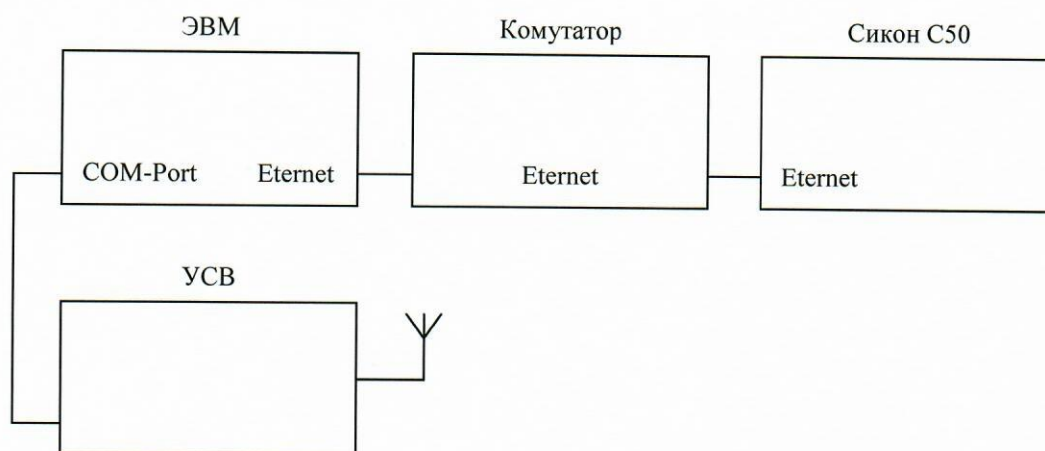 ЭВМ
Комутатор
Сикон С50
COM-Port
Eternet
Eternet
Eternet
УСВ